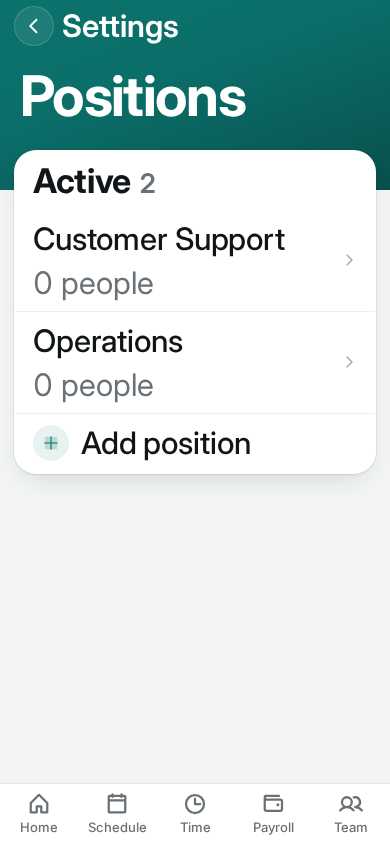 Settings
Positions
Active 2
Customer Support
0 people
Operations
0 people
Add position
Home Schedule Time Payroll Team